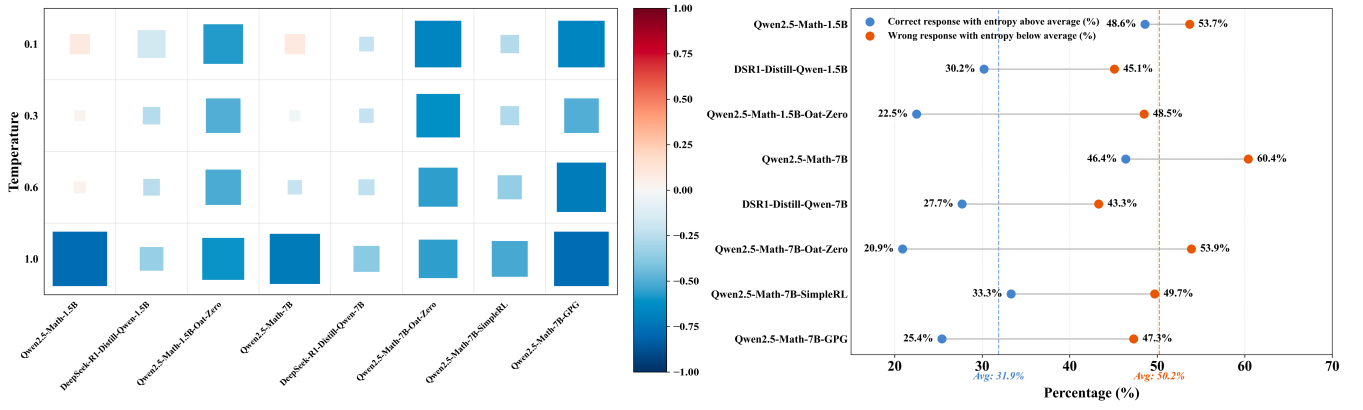 Temperature
0.1
0.3
0.6
1.0
Qwen2.5-Math-1.5B
DeepSeek-R1-Distill-Qwen-1.5B
Qwen2.5-Math-1.5B-Oat-Zero
Qwen2.5-Math-7B
DeepSeek-R1-Distill-Qwen-7B
Qwen2.5-Math-7B-Oat-Zero
Qwen2.5-Math-7B-SimpleRL
Qwen2.5-Math-7B-GPG
1.00
0.75
0.50
0.25
0.00
−0.25
−0.50
−0.75
−1.00
Correct response with entropy above average (%)
Wrong response with entropy below average (%)
Qwen2.5-Math-1.5B 48.6% 53.7%
DSR1-Distill-Qwen-1.5B 30.2% 45.1%
Qwen2.5-Math-1.5B-Oat-Zero 22.5% 48.5%
Qwen2.5-Math-7B 46.4% 60.4%
DSR1-Distill-Qwen-7B 27.7% 43.3%
Qwen2.5-Math-7B-Oat-Zero 20.9% 53.9%
Qwen2.5-Math-7B-SimpleRL 33.3% 49.7%
Qwen2.5-Math-7B-GPG 25.4% 47.3%
20 30 40 50 60 70
Avg: 31.9% Avg: 50.2%
Percentage (%)